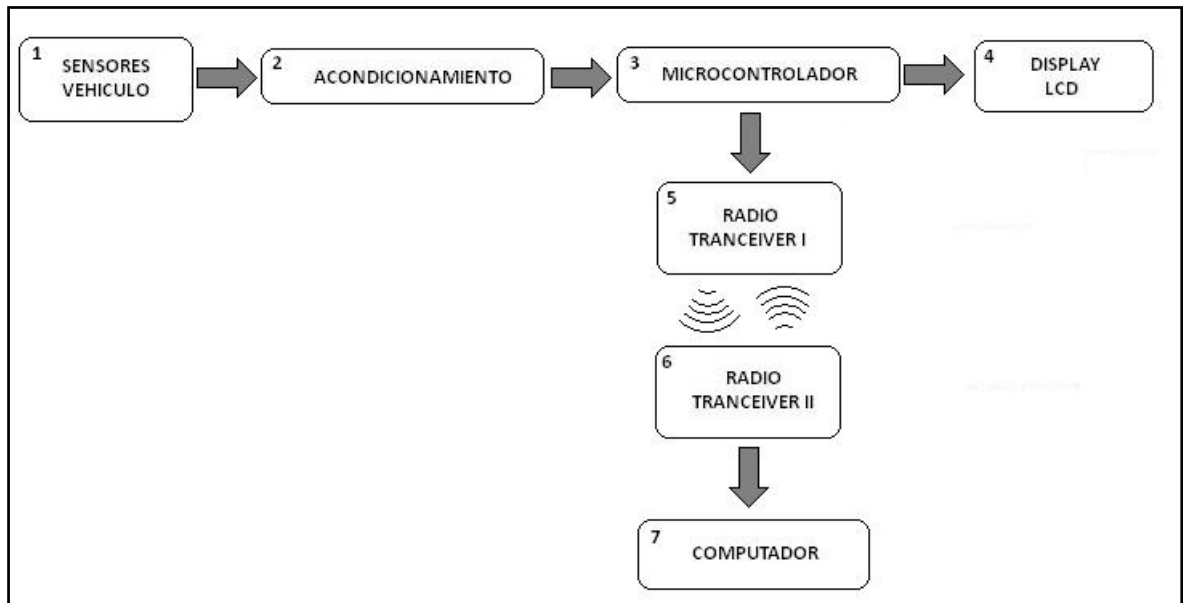 1
SENSORES
VEHICULO
2
ACONDICIONAMIENTO
3
MICROCONTROLADOR
4
DISPLAY
LCD
5
RADIO
TRANCEIVER I
6
RADIO
TRANCEIVER II
7
COMPUTADOR